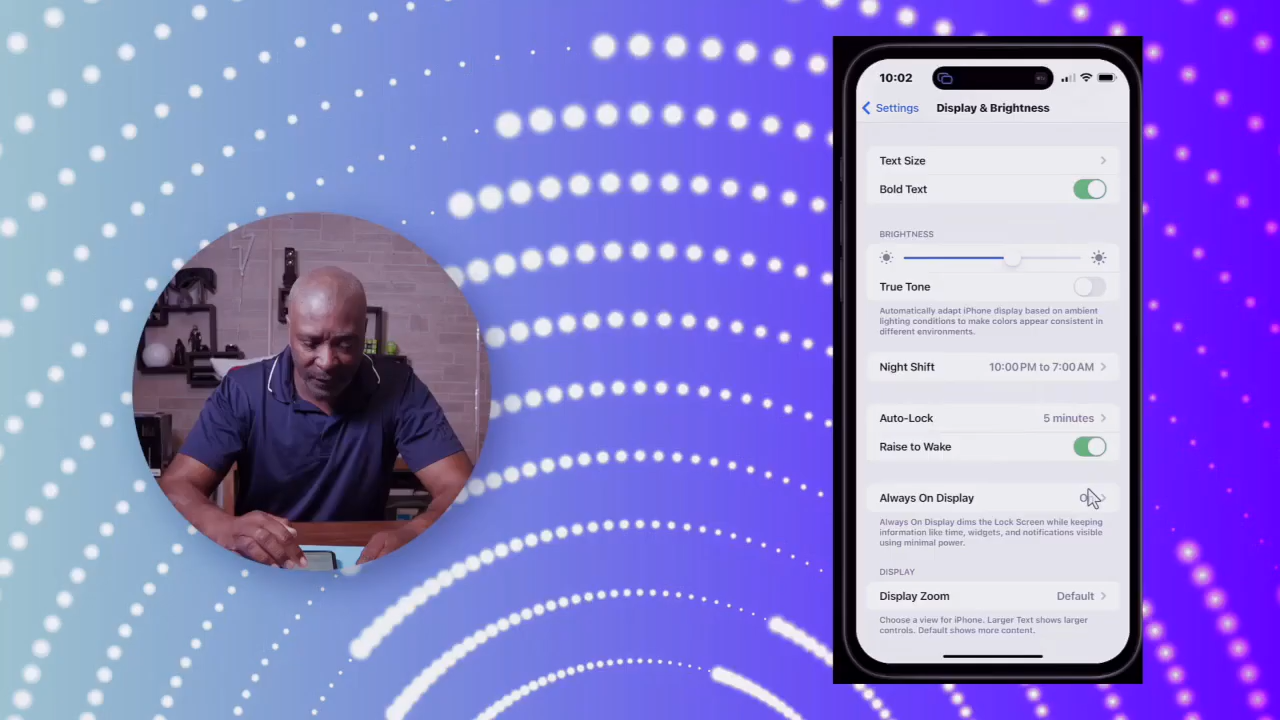 10:02
Settings
Display & Brightness
Text Size
Bold Text
BRIGHTNESS
True Tone
Automatically adapt iPhone display based on ambient
lighting conditions to make colors appear consistent in
different environments.
Night Shift 10:00 PM to 7:00 AM
Auto-Lock 5 minutes
Raise to Wake
Always On Display
Always On Display dims the Lock Screen while keeping
information like time, widgets, and notifications visible
using minimal power.
DISPLAY
Display Zoom Default
Choose a view for iPhone. Larger Text shows larger
controls. Default shows more content.